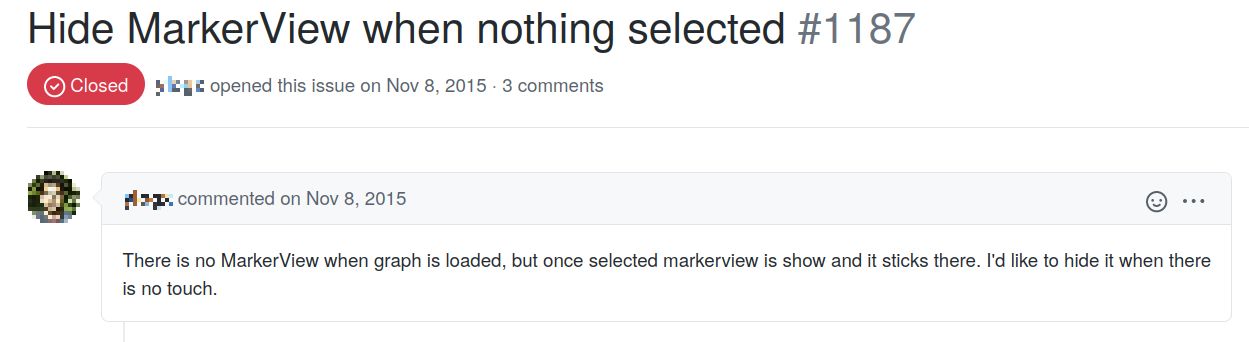 Hide MarkerView when nothing selected #1187
Closed opened this issue on Nov 8, 2015 · 3 comments
commented on Nov 8, 2015
There is no MarkerView when graph is loaded, but once selected markerview is show and it sticks there. I'd like to hide it when there
is no touch.